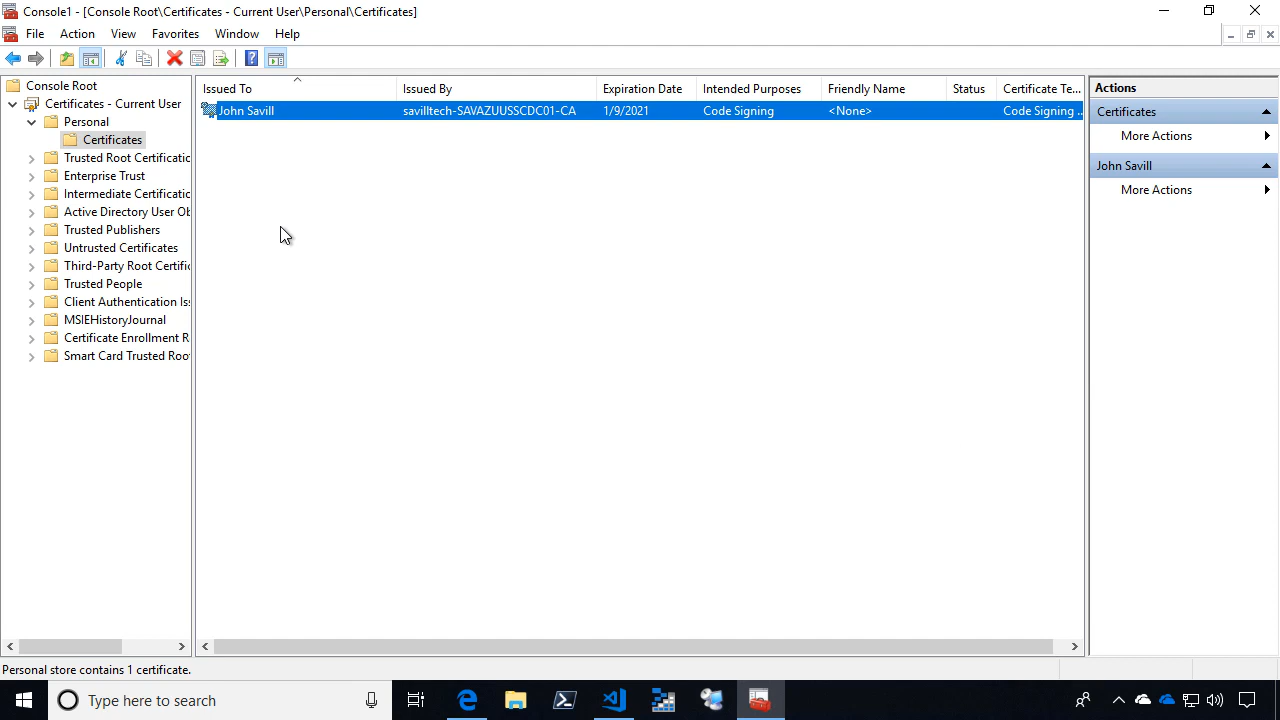 Console1 - [Console Root\Certificates - Current User\Personal\Certificates]
File Action View Favorites Window Help
Console Root
Certificates - Current User
Personal
Certificates
Trusted Root Certificatic
Enterprise Trust
Intermediate Certificatic
Active Directory User Ob
Trusted Publishers
Untrusted Certificates
Third-Party Root Certific
Trusted People
Client Authentication Iss
MSIEHistoryJournal
Certificate Enrollment R
Smart Card Trusted Roo
Issued To Issued By Expiration Date Intended Purposes Friendly Name Status Certificate Te...
John Savill savilltech-SAVAZUUSSCDC01-CA 1/9/2021 Code Signing <None> Code Signing ...
Actions
Certificates
More Actions
John Savill
More Actions
Personal store contains 1 certificate.
Type here to search